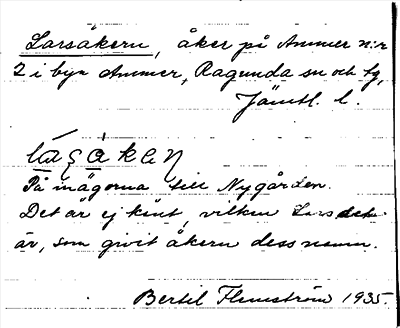 Larsåkern, åker på Ammer n:r
2 i byn Ammer, Ragunda sn och tg,
Jämtl. l.
På inägorna till Nygården.
Det är ej känt, vilken Lars det
är, som givit åkern dess namn.
Bertil Flemström 1935.